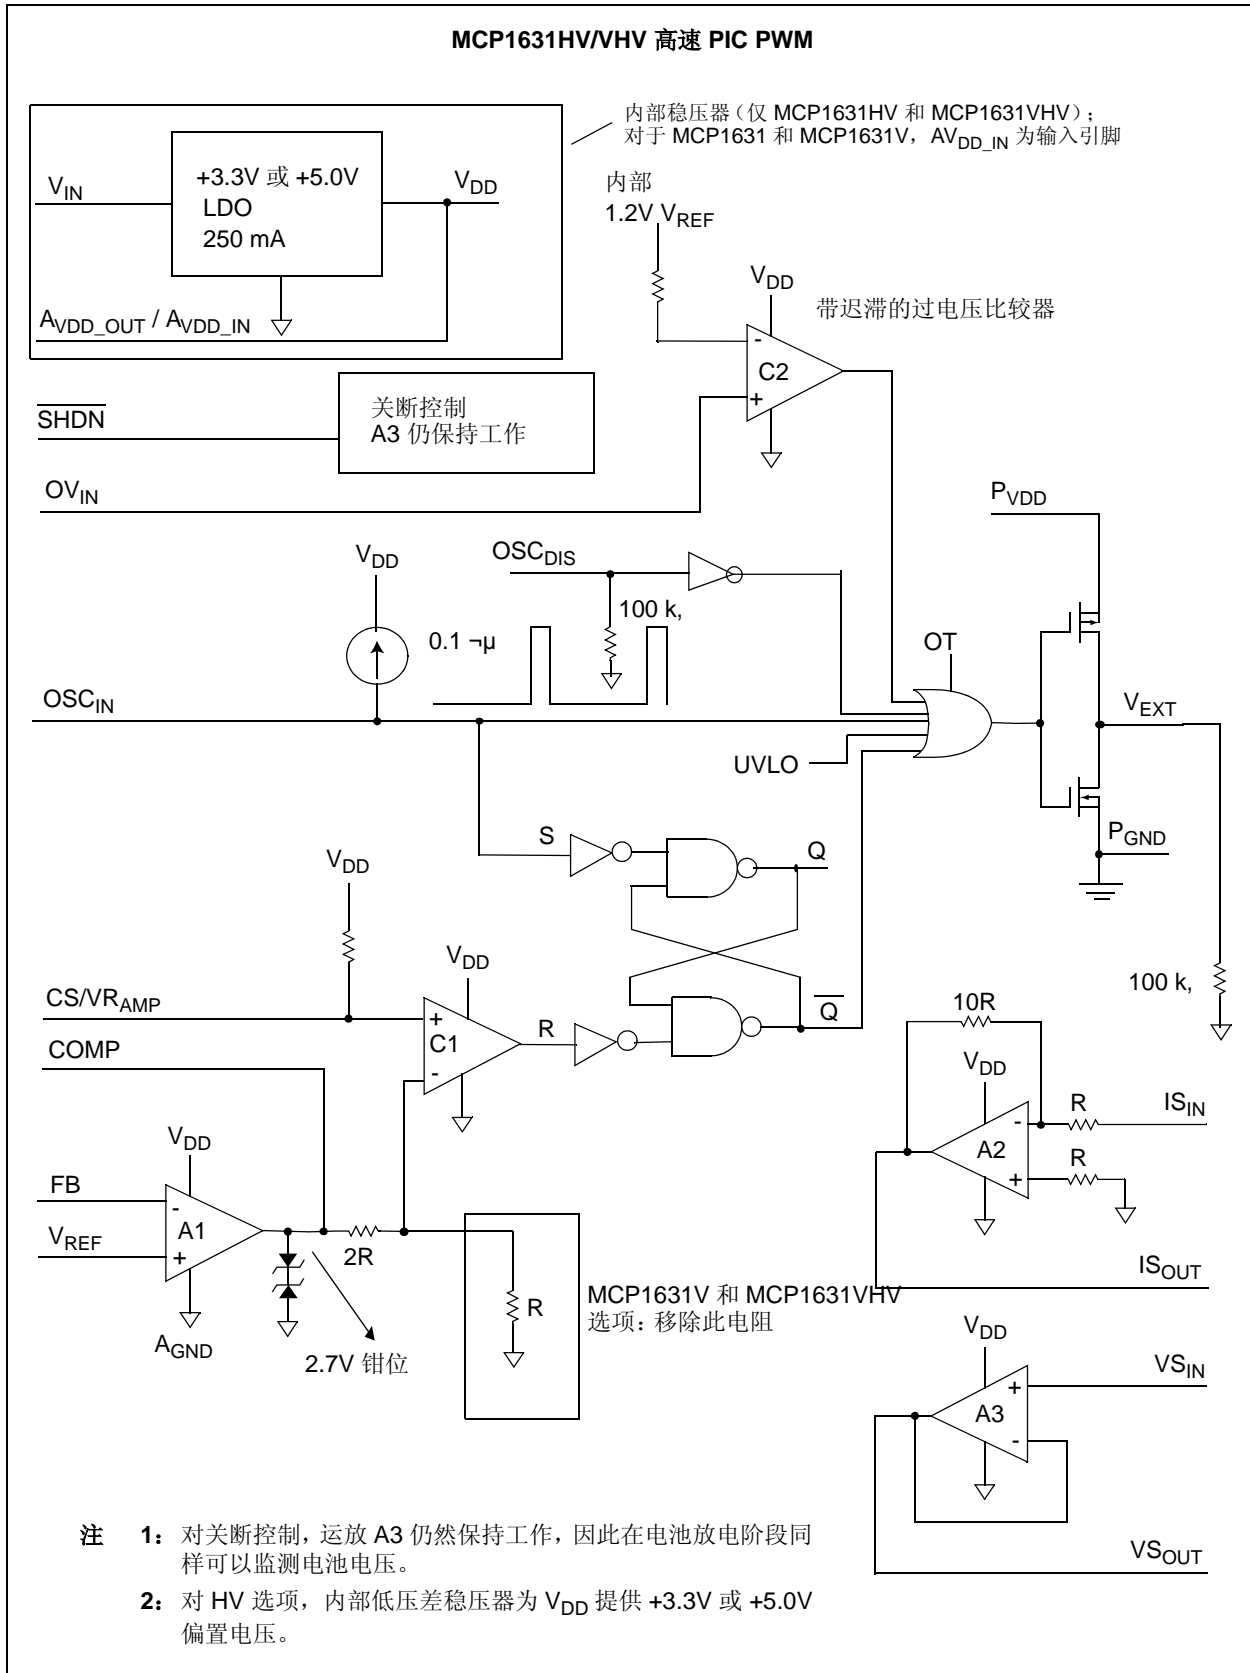 MCP1631HV/VHV 高速 PIC PWM
内部稳压器（仅 MCP1631HV 和 MCP1631VHV）；
对于 MCP1631 和 MCP1631V，AVDD_IN 为输入引脚
VIN
+3.3V 或 +5.0V
LDO
250 mA
VDD
AVDD_OUT / AVDD_IN
内部
1.2V VREF
VDD
带迟滞的过电压比较器
-
C2
+
SHDN
关断控制
A3 仍保持工作
OVIN
PVDD
VDD
OSCDIS
100 k,
0.1 ¬µ
OT
OSCIN
VEXT
UVLO
S
Q
PGND
VDD
VDD
CS/VRAMP
+
C1
-
R
Q
100 k,
COMP
10R
VDD
R
ISIN
-
A2
R
+
VDD
FB
-
A1
VREF
+
2R
ISOUT
R
MCP1631V 和 MCP1631VHV
选项：移除此电阻
AGND
2.7V 钳位
VDD
VSIN
+
A3
-
VSOUT
注 1： 对关断控制，运放 A3 仍然保持工作，因此在电池放电阶段同
样可以监测电池电压。
2： 对 HV 选项，内部低压差稳压器为 VDD 提供 +3.3V 或 +5.0V
偏置电压。